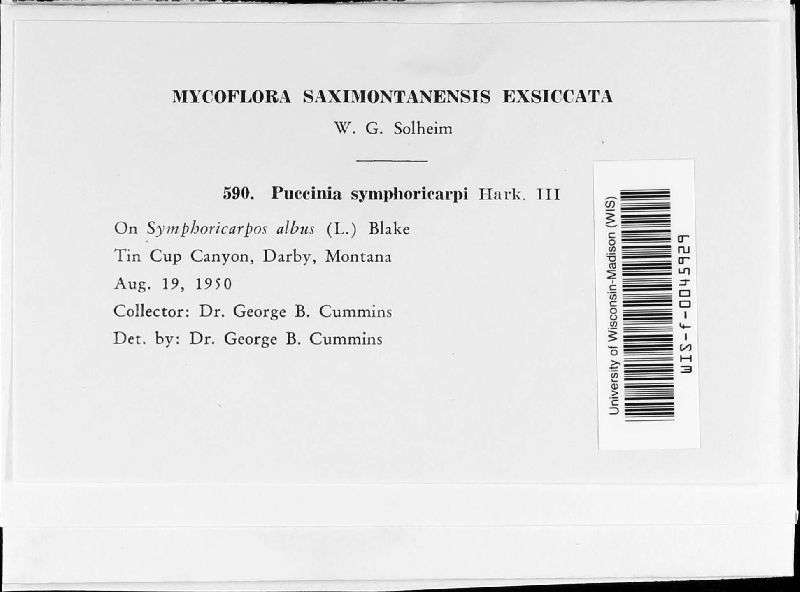 MYCOFLORA SAXIMONTANENSIS EXSICCATA
W. G. Solheim
590. Puccinia symphoricarpi Hark. III
On Symphoricarpos albus (L.) Blake
Tin Cup Canyon, Darby, Montana
Aug. 19, 1950
Collector: Dr. George B. Cummins
Det. by: Dr. George B. Cummins
University of Wisconsin-Madison (WIS)
WIS-f-0045929